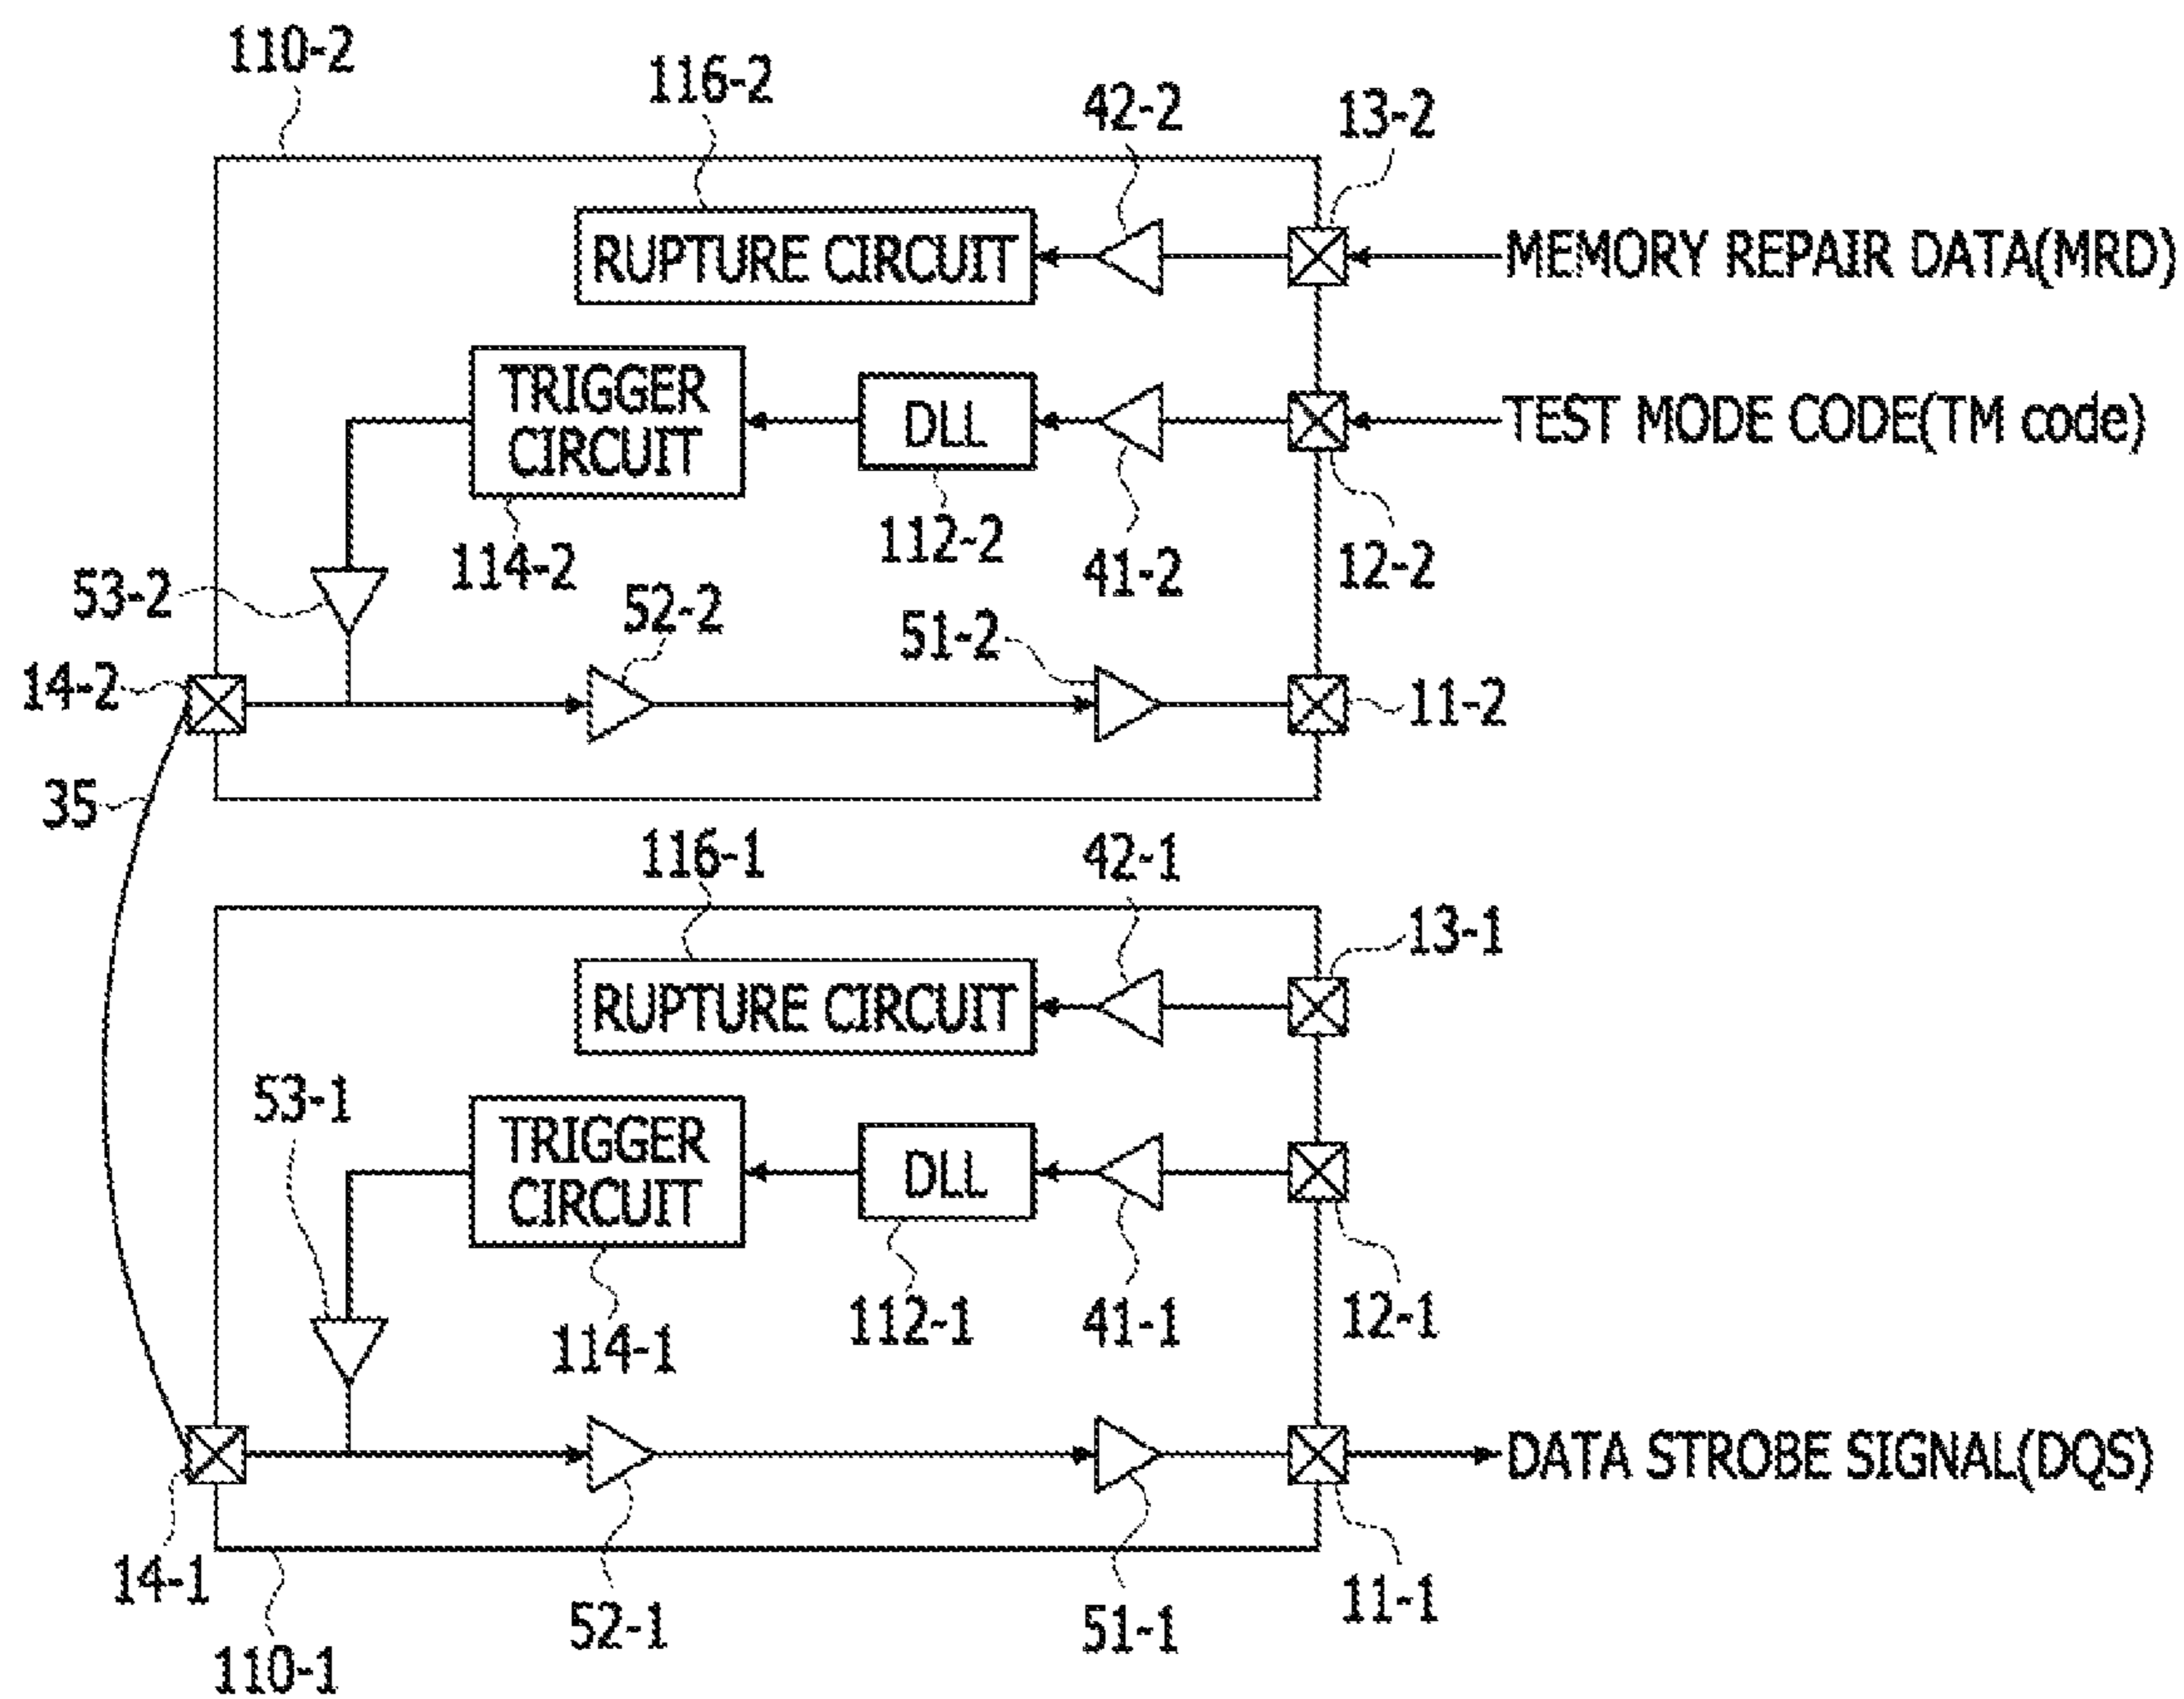 110-2
116-2
42-2
13-2
RUPTURE CIRCUIT
MEMORY REPAIR DATA(MRD)
TRIGGER
CIRCUIT
DLL
TEST MODE CODE(TM code)
114-2
112-2
41-2
12-2
53-2
52-2
51-2
14-2
11-2
35
116-1
42-1
13-1
RUPTURE CIRCUIT
53-1
TRIGGER
CIRCUIT
DLL
114-1
112-1
41-1
12-1
DATA STROBE SIGNAL(DQS)
14-1
52-1
51-1
11-1
110-1